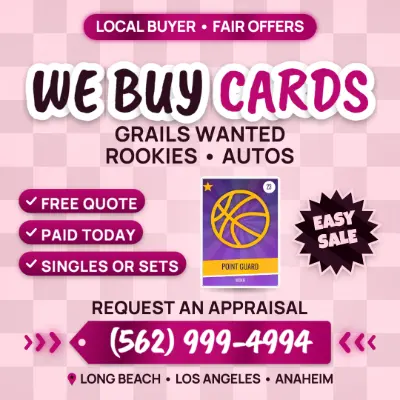 LOCAL BUYER • FAIR OFFERS
WE BUY CARDS
GRAILS WANTED
ROOKIES • AUTOS
FREE QUOTE
PAID TODAY
SINGLES OR SETS
23
POINT GUARD
EASY
SALE
REQUEST AN APPRAISAL
(562) 999-4994
LONG BEACH • LOS ANGELES • ANAHEIM